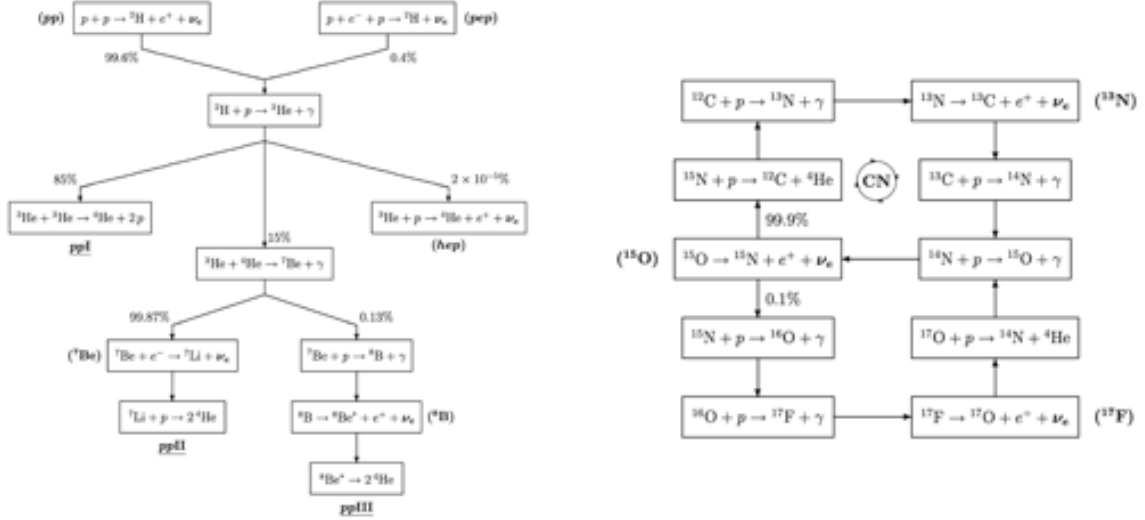 (pp) p + p → ²H + e⁺ + νₑ
p + e⁻ + p → ²H + νₑ (pep)
99.6%
0.4%
²H + p → ³He + γ
85%
2 × 10⁻⁵%
³He + ³He → ⁴He + 2p
³He + p → ⁴He + e⁺ + νₑ
ppI
(hep)
15%
³He + ⁴He → ⁷Be + γ
99.87%
0.13%
(⁷Be) ⁷Be + e⁻ → ⁷Li + νₑ
⁷Be + p → ⁸B + γ
⁷Li + p → 2 ⁴He
⁸B → ⁸Be* + e⁺ + νₑ (⁸B)
ppII
⁸Be* → 2 ⁴He
ppIII
¹²C + p → ¹³N + γ
¹³N → ¹³C + e⁺ + νₑ (¹³N)
¹⁵N + p → ¹²C + ⁴He
CN
¹³C + p → ¹⁴N + γ
99.9%
(¹⁵O) ¹⁵O → ¹⁵N + e⁺ + νₑ
¹⁴N + p → ¹⁵O + γ
0.1%
¹⁵N + p → ¹⁶O + γ
¹⁷O + p → ¹⁴N + ⁴He
¹⁶O + p → ¹⁷F + γ
¹⁷F → ¹⁷O + e⁺ + νₑ (¹⁷F)